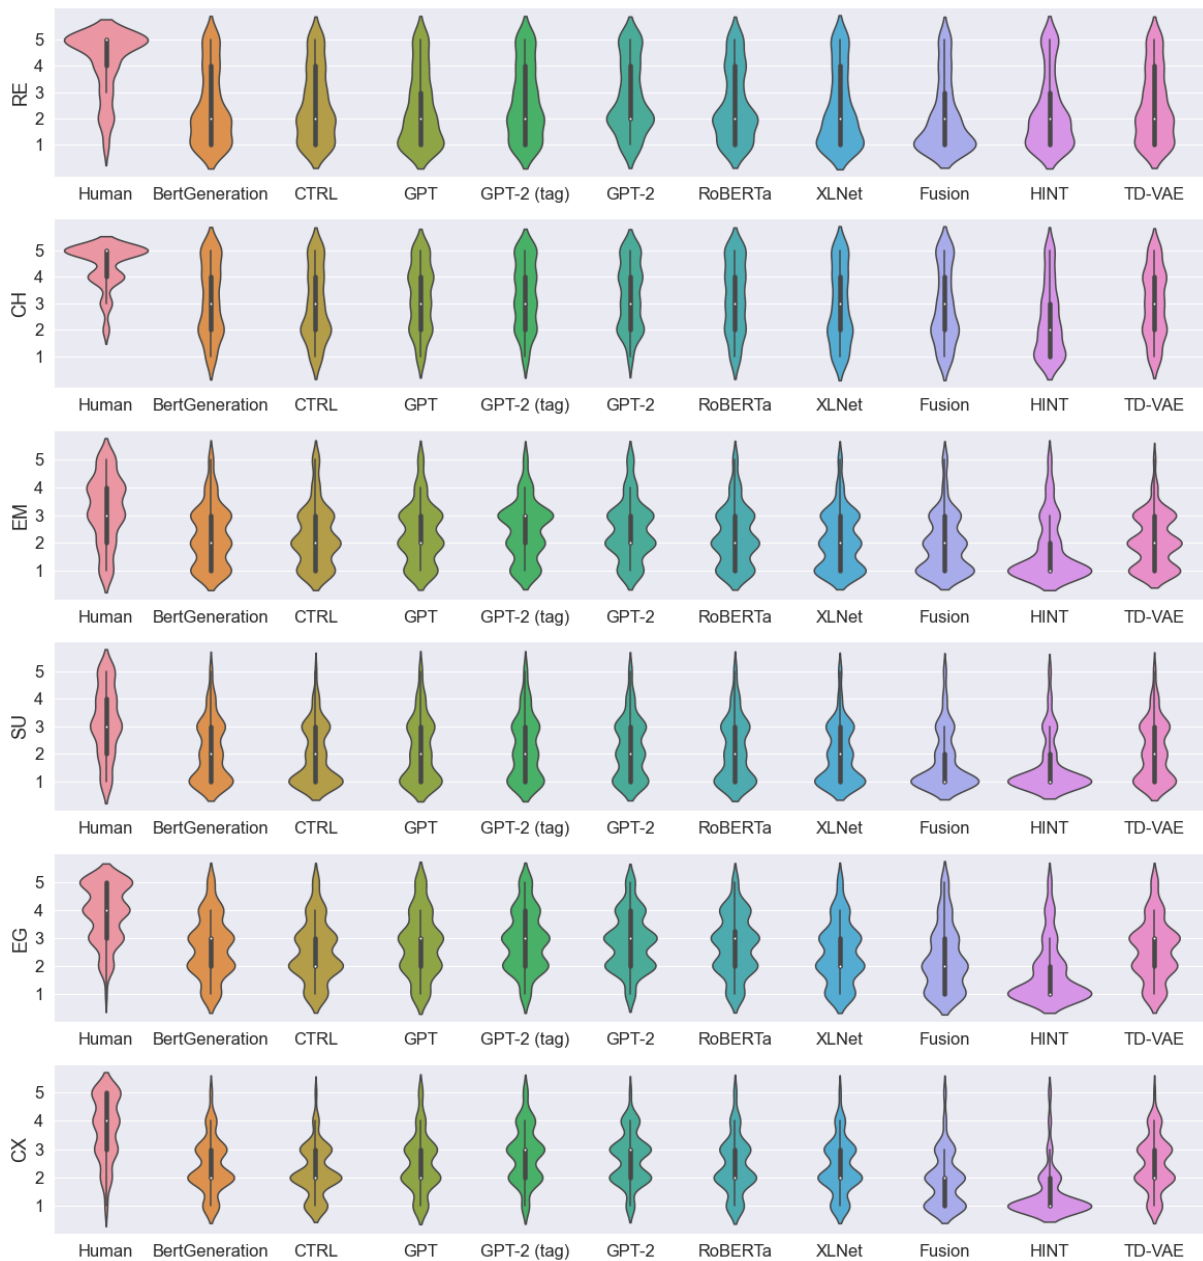 RE
5
4
3
2
1
Human BertGeneration CTRL GPT GPT-2 (tag) GPT-2 RoBERTa XLNet Fusion HINT TD-VAE
CH
5
4
3
2
1
Human BertGeneration CTRL GPT GPT-2 (tag) GPT-2 RoBERTa XLNet Fusion HINT TD-VAE
EM
5
4
3
2
1
Human BertGeneration CTRL GPT GPT-2 (tag) GPT-2 RoBERTa XLNet Fusion HINT TD-VAE
SU
5
4
3
2
1
Human BertGeneration CTRL GPT GPT-2 (tag) GPT-2 RoBERTa XLNet Fusion HINT TD-VAE
EG
5
4
3
2
1
Human BertGeneration CTRL GPT GPT-2 (tag) GPT-2 RoBERTa XLNet Fusion HINT TD-VAE
CX
5
4
3
2
1
Human BertGeneration CTRL GPT GPT-2 (tag) GPT-2 RoBERTa XLNet Fusion HINT TD-VAE